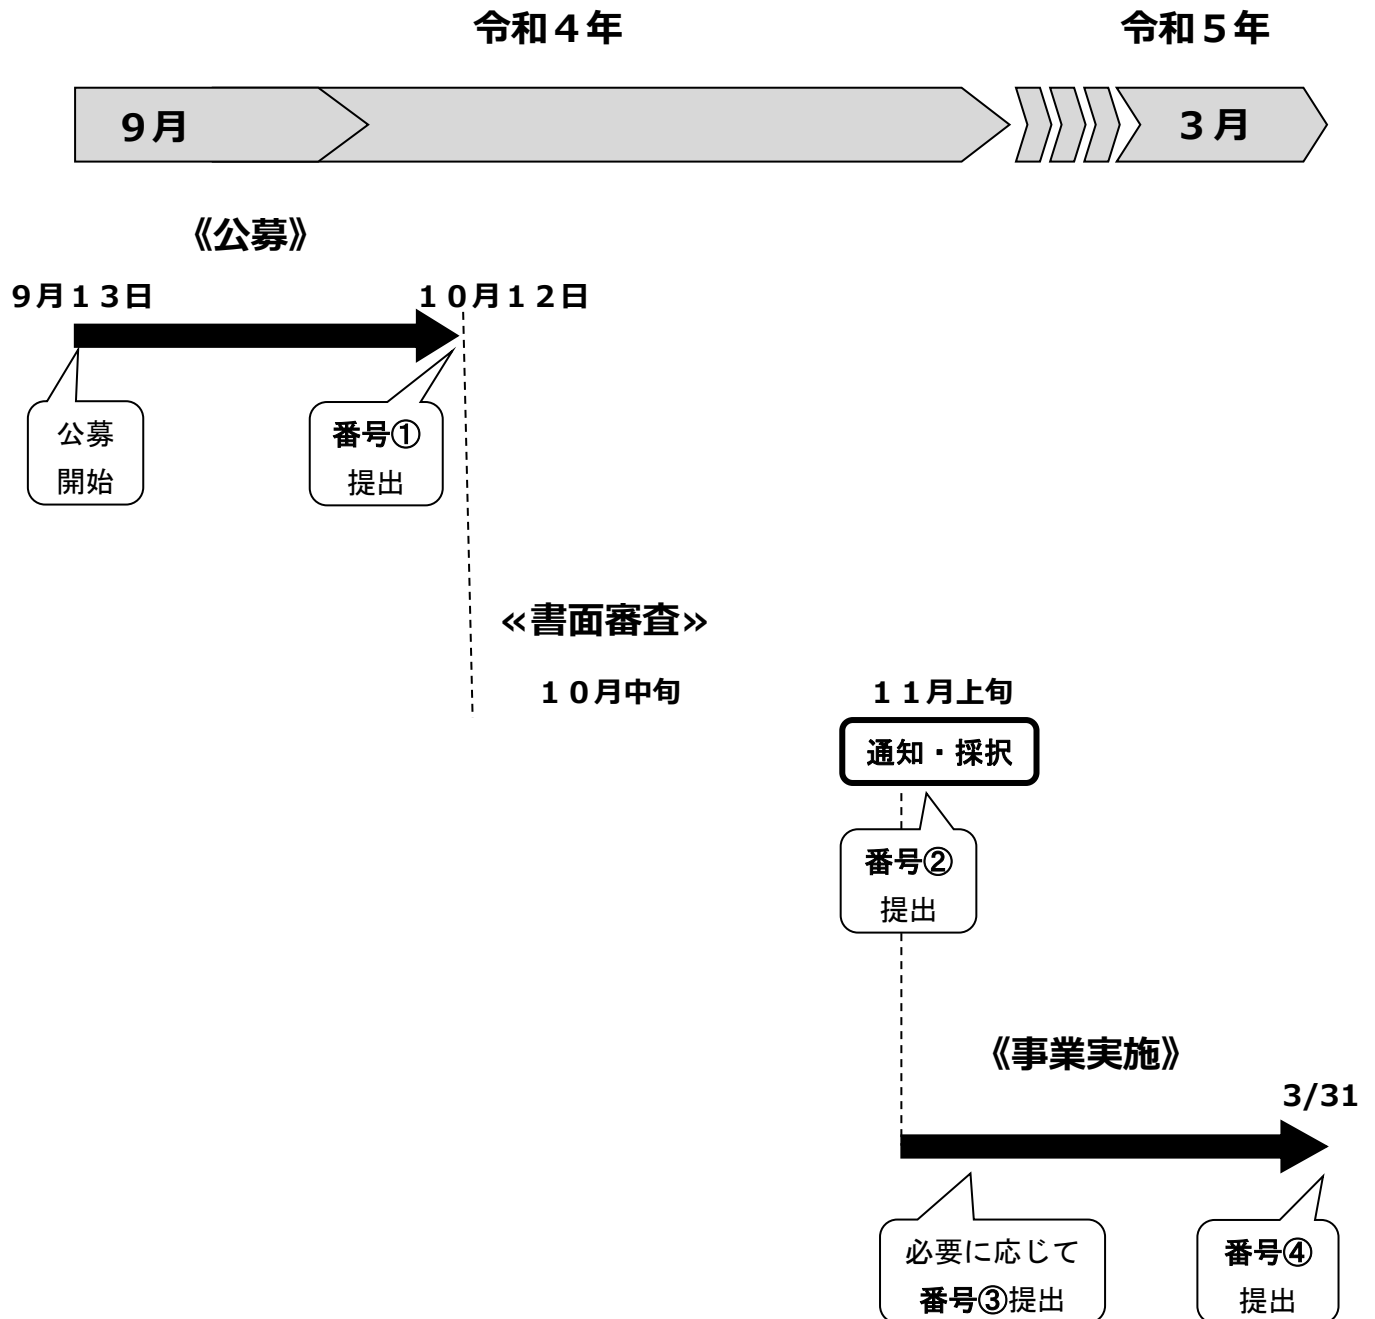 令和４年
令和５年
９月
３月
《公募》
９月１３日
１０月１２日
公募
開始
番号①
提出
«書面審査»
１０月中旬
１１月上旬
通知・採択
番号②
提出
《事業実施》
3/31
必要に応じて
番号③提出
番号④
提出